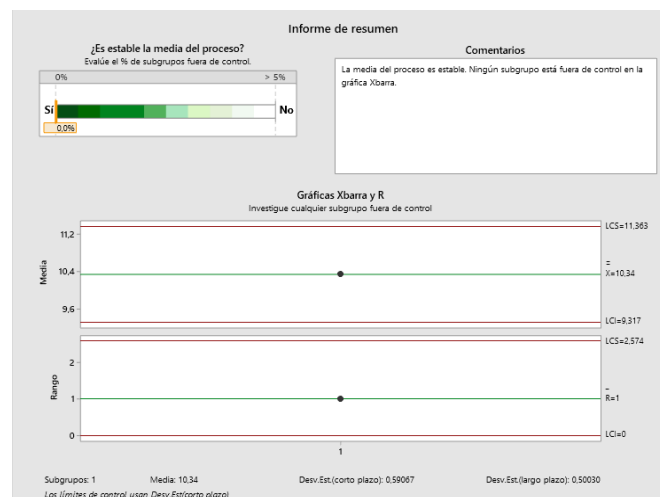 Informe de resumen
¿Es estable la media del proceso?
Evalúe el % de subgrupos fuera de control.
0% > 5%
Sí No
0,0%
Comentarios
La media del proceso es estable. Ningún subgrupo está fuera de control en la
gráfica Xbarra.
Gráficas Xbarra y R
Investigue cualquier subgrupo fuera de control
Media
11,2
10,4
9,6
LCS=11,363
X̿=10,34
LCI=9,317
Rango
2
1
0
LCS=2,574
R̅=1
LCI=0
1
Subgrupos: 1 Media: 10,34 Desv.Est.(corto plazo): 0,59067 Desv.Est.(largo plazo): 0,50030
Los límites de control usan Desv.Est(corto plazo)